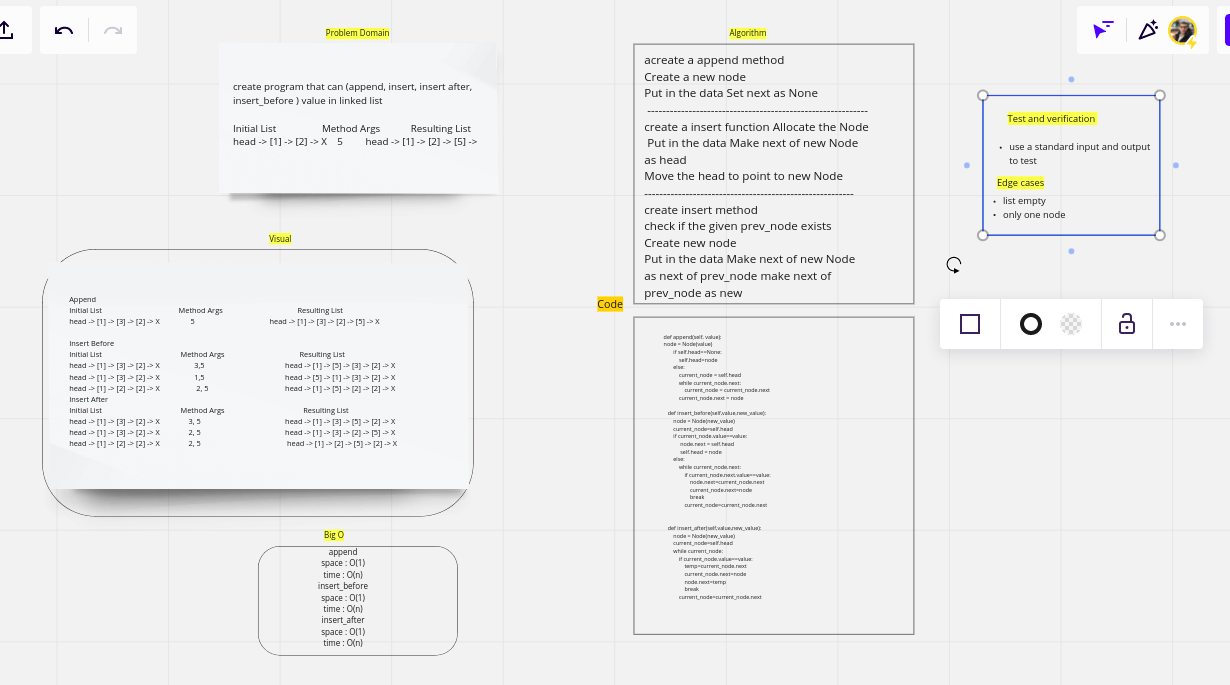 Problem Domain
create program that can (append, insert, insert after,
insert_before ) value in linked list
Initial List Method Args Resulting List
head -> [1] -> [2] -> X 5 head -> [1] -> [2] -> [5] ->
Visual
Append
Initial List Method Args Resulting List
head -> [1] -> [3] -> [2] -> X 5 head -> [1] -> [3] -> [2] -> [5] -> X
Insert Before
Initial List Method Args Resulting List
head -> [1] -> [3] -> [2] -> X 3,5 head -> [1] -> [5] -> [3] -> [2] -> X
head -> [1] -> [3] -> [2] -> X 1,5 head -> [5] -> [1] -> [3] -> [2] -> X
head -> [1] -> [2] -> [2] -> X 2, 5 head -> [1] -> [5] -> [2] -> [2] -> X
Insert After
Initial List Method Args Resulting List
head -> [1] -> [3] -> [2] -> X 3, 5 head -> [1] -> [3] -> [5] -> [2] -> X
head -> [1] -> [3] -> [2] -> X 2, 5 head -> [1] -> [3] -> [2] -> [5] -> X
head -> [1] -> [2] -> [2] -> X 2, 5 head -> [1] -> [2] -> [5] -> [2] -> X
Big O
append
space : O(1)
time : O(n)
insert_before
space : O(1)
time : O(n)
insert_after
space : O(1)
time : O(n)
Algorithm
acreate a append method
Create a new node
Put in the data Set next as None
-----------------------------------------------------------
create a insert function Allocate the Node
Put in the data Make next of new Node
as head
Move the head to point to new Node
--------------------------------------------------------
create insert method
check if the given prev_node exists
Create new node
Put in the data Make next of new Node
as next of prev_node make next of
prev_node as new
Code
def append(self, value):
node = Node(value)
if self.head==None:
self.head=node
else:
current_node = self.head
while current_node.next:
current_node = current_node.next
current_node.next = node
def insert_before(self,value,new_value):
node = Node(new_value)
current_node=self.head
if current_node.value==value:
node.next = self.head
self.head = node
else:
while current_node.next:
if current_node.next.value==value:
node.next=current_node.next
current_node.next=node
break
current_node=current_node.next
def insert_after(self,value,new_value):
node = Node(new_value)
current_node=self.head
while current_node:
if current_node.value==value:
temp=current_node.next
current_node.next=node
node.next=temp
break
current_node=current_node.next
Test and verification
• use a standard input and output
to test
Edge cases
• list empty
• only one node